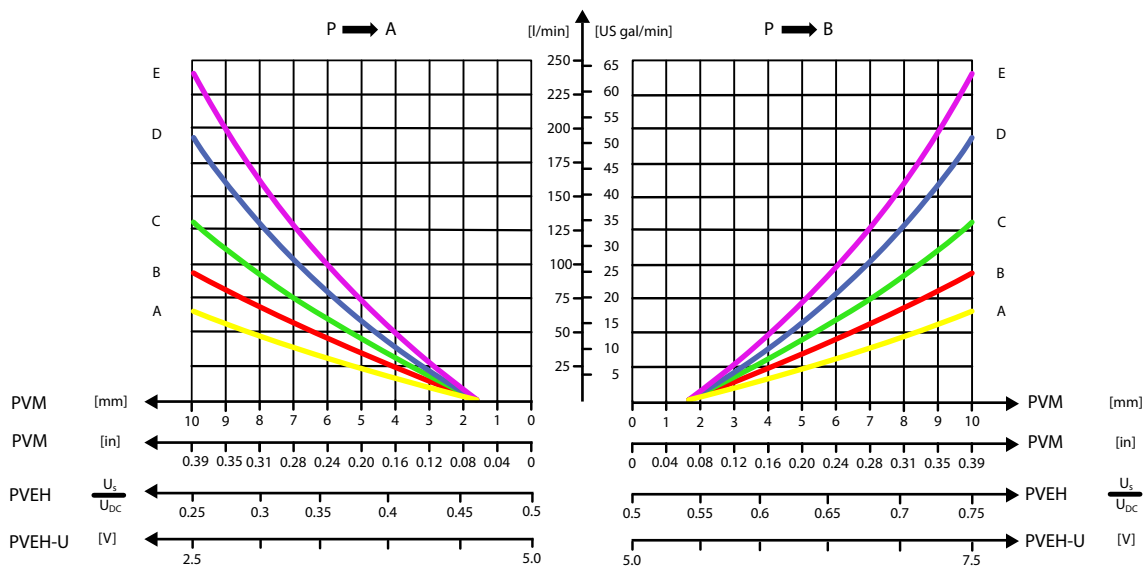 P A [l/min] [US gal/min] P B
E 250 65 E
60
225
D 200 55 D
50
175 45
150 40
C 35 C
125 30
B 100 25 B
75 20
A 15 A
50 10
25 5
PVM [mm] 10 9 8 7 6 5 4 3 2 1 0 0 1 2 3 4 5 6 7 8 9 10 PVM [mm]
PVM [in] 0.39 0.35 0.31 0.28 0.24 0.20 0.16 0.12 0.08 0.04 0 0 0.04 0.08 0.12 0.16 0.20 0.24 0.28 0.31 0.35 0.39 PVM [in]
PVEH Us/UDC 0.25 0.3 0.35 0.4 0.45 0.5 0.5 0.55 0.6 0.65 0.7 0.75 PVEH Us/UDC
PVEH-U [V] 2.5 5.0 5.0 7.5 PVEH-U [V]